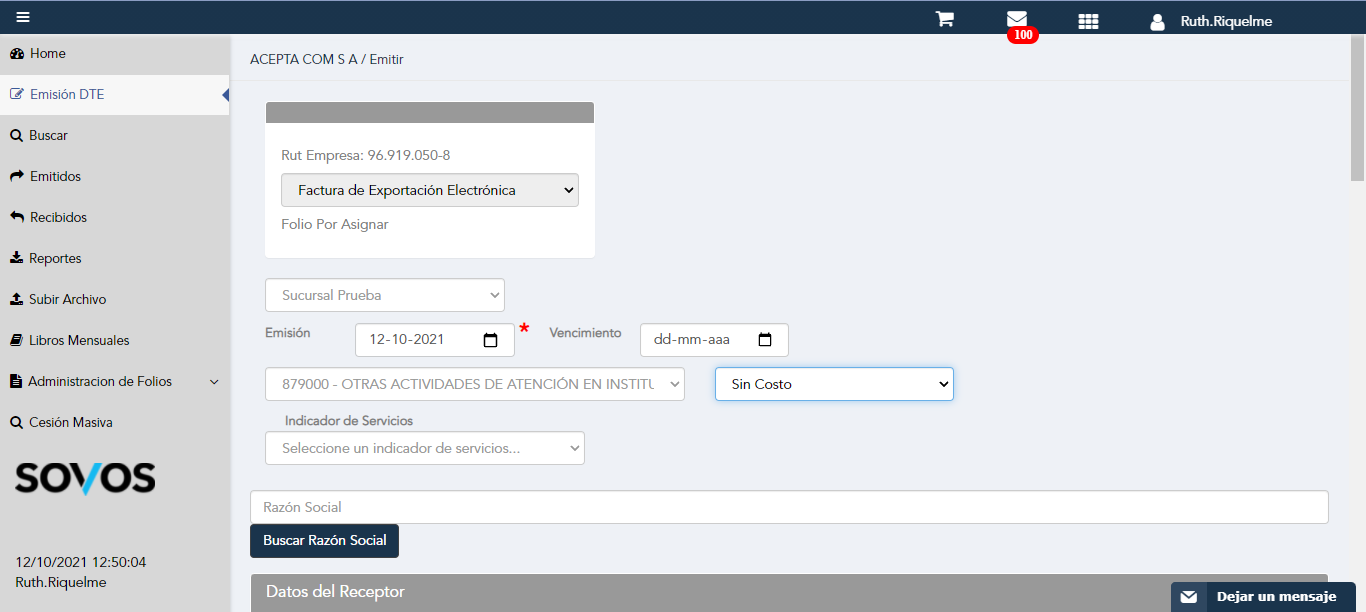 100
Ruth.Riquelme
Home
Emisión DTE
Buscar
Emitidos
Recibidos
Reportes
Subir Archivo
Libros Mensuales
Administracion de Folios
Cesión Masiva
SOVOS
12/10/2021 12:50:04
Ruth.Riquelme
ACEPTA COM S A / Emitir
Rut Empresa: 96.919.050-8
Factura de Exportación Electrónica
Folio Por Asignar
Sucursal Prueba
Emisión 12-10-2021 * Vencimiento dd-mm-aaa
879000 - OTRAS ACTIVIDADES DE ATENCIÓN EN INSTITU Sin Costo
Indicador de Servicios
Seleccione un indicador de servicios...
Razón Social
Buscar Razón Social
Datos del Receptor
Dejar un mensaje